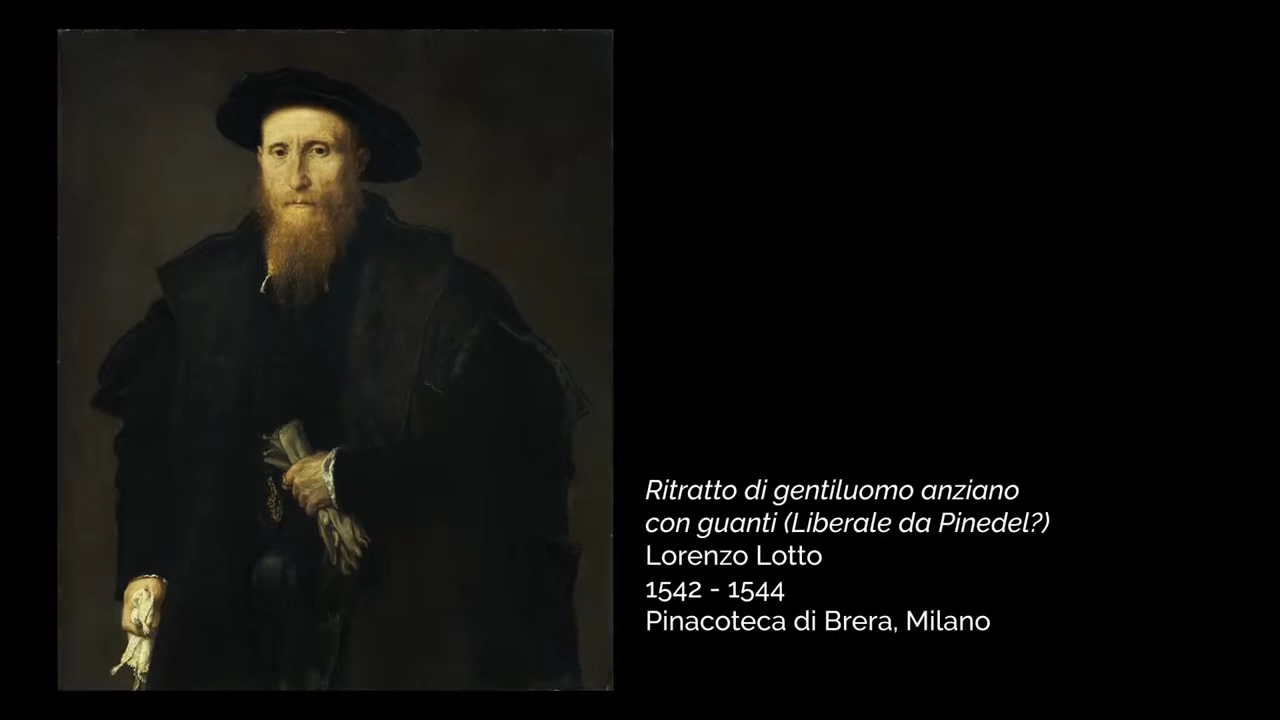 Ritratto di gentiluomo anziano
con guanti (Liberale da Pinedel?)
Lorenzo Lotto
1542 - 1544
Pinacoteca di Brera, Milano